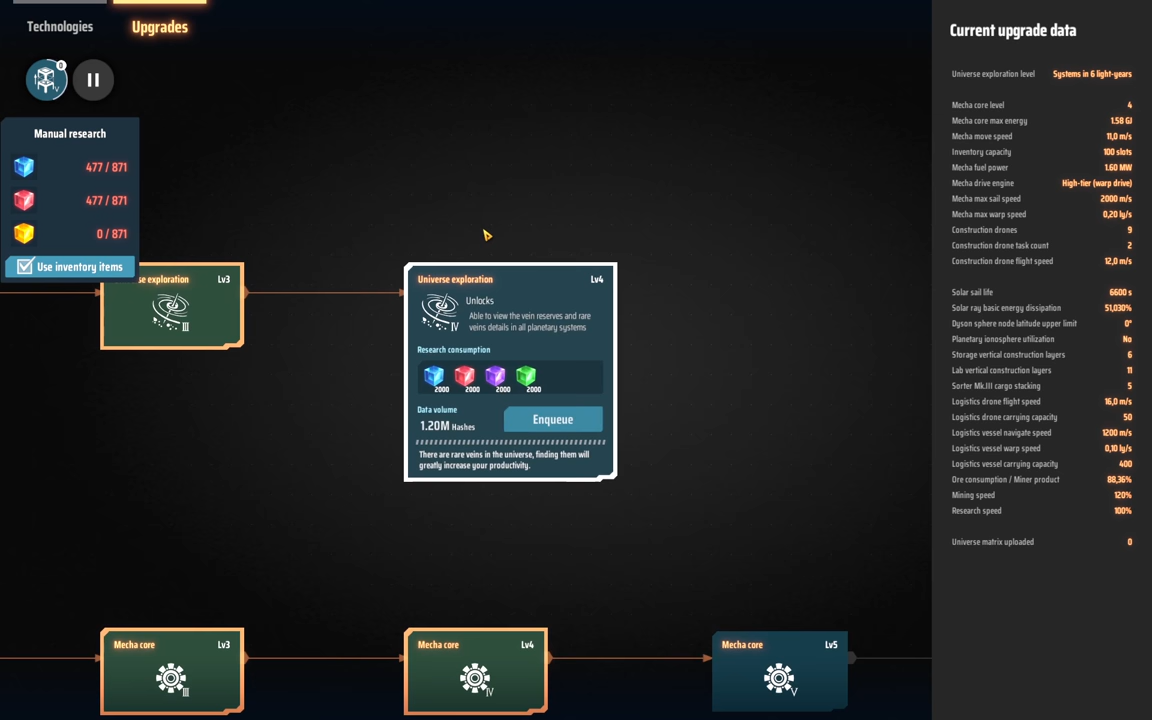 Technologies
Upgrades
0
V
Manual research
477 / 871
477 / 871
0 / 871
Use inventory items
se exploration Lv3
III
Universe exploration Lv4
IV
Unlocks
Able to view the vein reserves and rare
veins details in all planetary systems
Research consumption
2000 2000 2000 2000
Data volume
1.20M Hashes
Enqueue
There are rare veins in the universe, finding them will
greatly increase your productivity.
Mecha core Lv3
III
Mecha core Lv4
IV
Mecha core Lv5
V
Current upgrade data
Universe exploration level Systems in 6 light-years
Mecha core level 4
Mecha core max energy 1.58 GJ
Mecha move speed 11,0 m/s
Inventory capacity 100 slots
Mecha fuel power 1.60 MW
Mecha drive engine High-tier (warp drive)
Mecha max sail speed 2000 m/s
Mecha max warp speed 0,20 ly/s
Construction drones 9
Construction drone task count 2
Construction drone flight speed 12,0 m/s
Solar sail life 6600 s
Solar ray basic energy dissipation 51,030%
Dyson sphere node latitude upper limit 0°
Planetary ionosphere utilization No
Storage vertical construction layers 6
Lab vertical construction layers 11
Sorter Mk.III cargo stacking 5
Logistics drone flight speed 16,0 m/s
Logistics drone carrying capacity 50
Logistics vessel navigate speed 1200 m/s
Logistics vessel warp speed 0,10 ly/s
Logistics vessel carrying capacity 400
Ore consumption / Miner product 88,36%
Mining speed 120%
Research speed 100%
Universe matrix uploaded 0